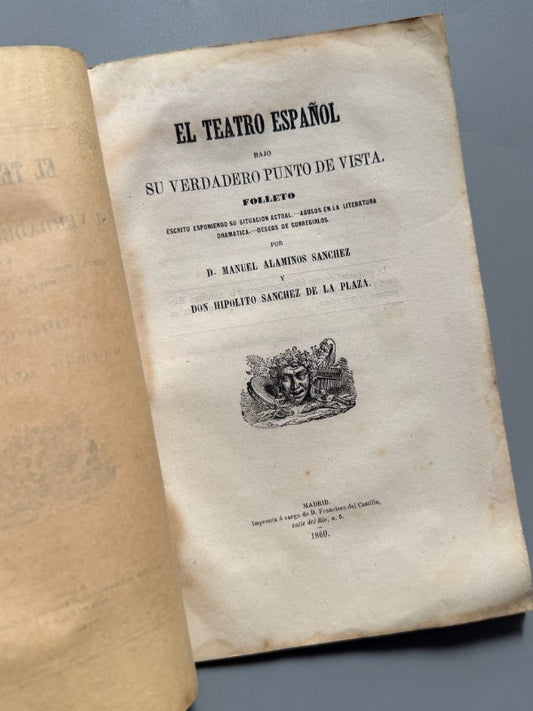 EL TEATRO ESPAÑOL
BAJO
SU VERDADERO PUNTO DE VISTA.
FOLLETO
ESCRITO ESPONIENDO SU SITUACION ACTUAL.—ABUSOS EN LA LITERATURA
DRAMATICA.—DESEOS DE CORREGIRLOS.
POR
D. MANUEL ALAMINOS SANCHEZ
Y
DON HIPOLITO SANCHEZ DE LA PLAZA.
MADRID.
Imprenta á cargo de D. Francisco del Castillo,
calle del Rio, n. 6.
1860.